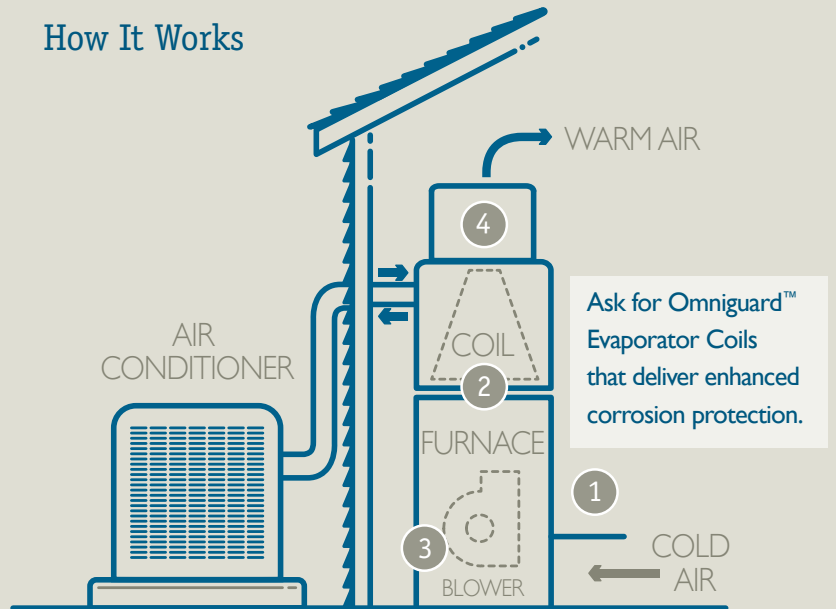 How It Works
WARM AIR
4
Ask for Omniguard™
Evaporator Coils
that deliver enhanced
corrosion protection.
AIR
CONDITIONER
COIL
2
FURNACE
1
3
BLOWER
COLD
AIR